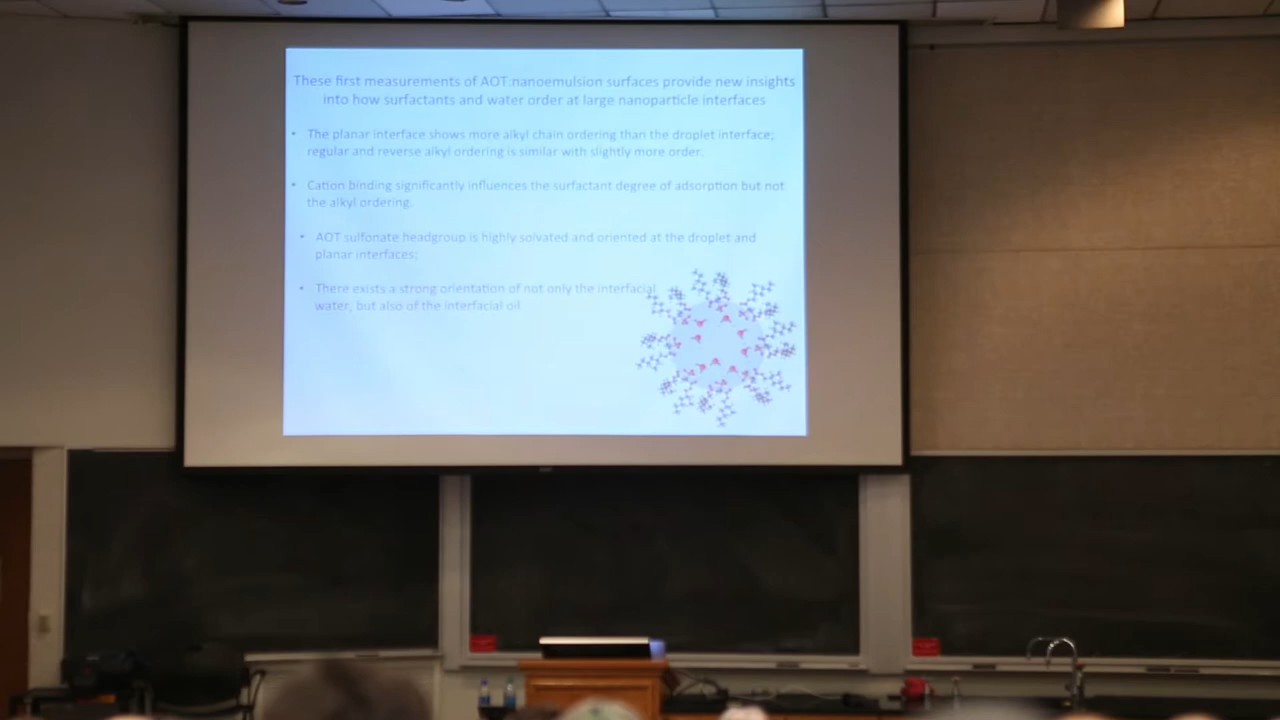 These first measurements of AOT:nanoemulsion surfaces provide new insights
into how surfactants and water order at large nanoparticle interfaces
• The planar interface shows more alkyl chain ordering than the droplet interface;
regular and reverse alkyl ordering is similar with slightly more order.
• Cation binding significantly influences the surfactant degree of adsorption but not
the alkyl ordering.
• AOT sulfonate headgroup is highly solvated and oriented at the droplet and
planar interfaces;
• There exists a strong orientation of not only the interfacial
water, but also of the interfacial oil